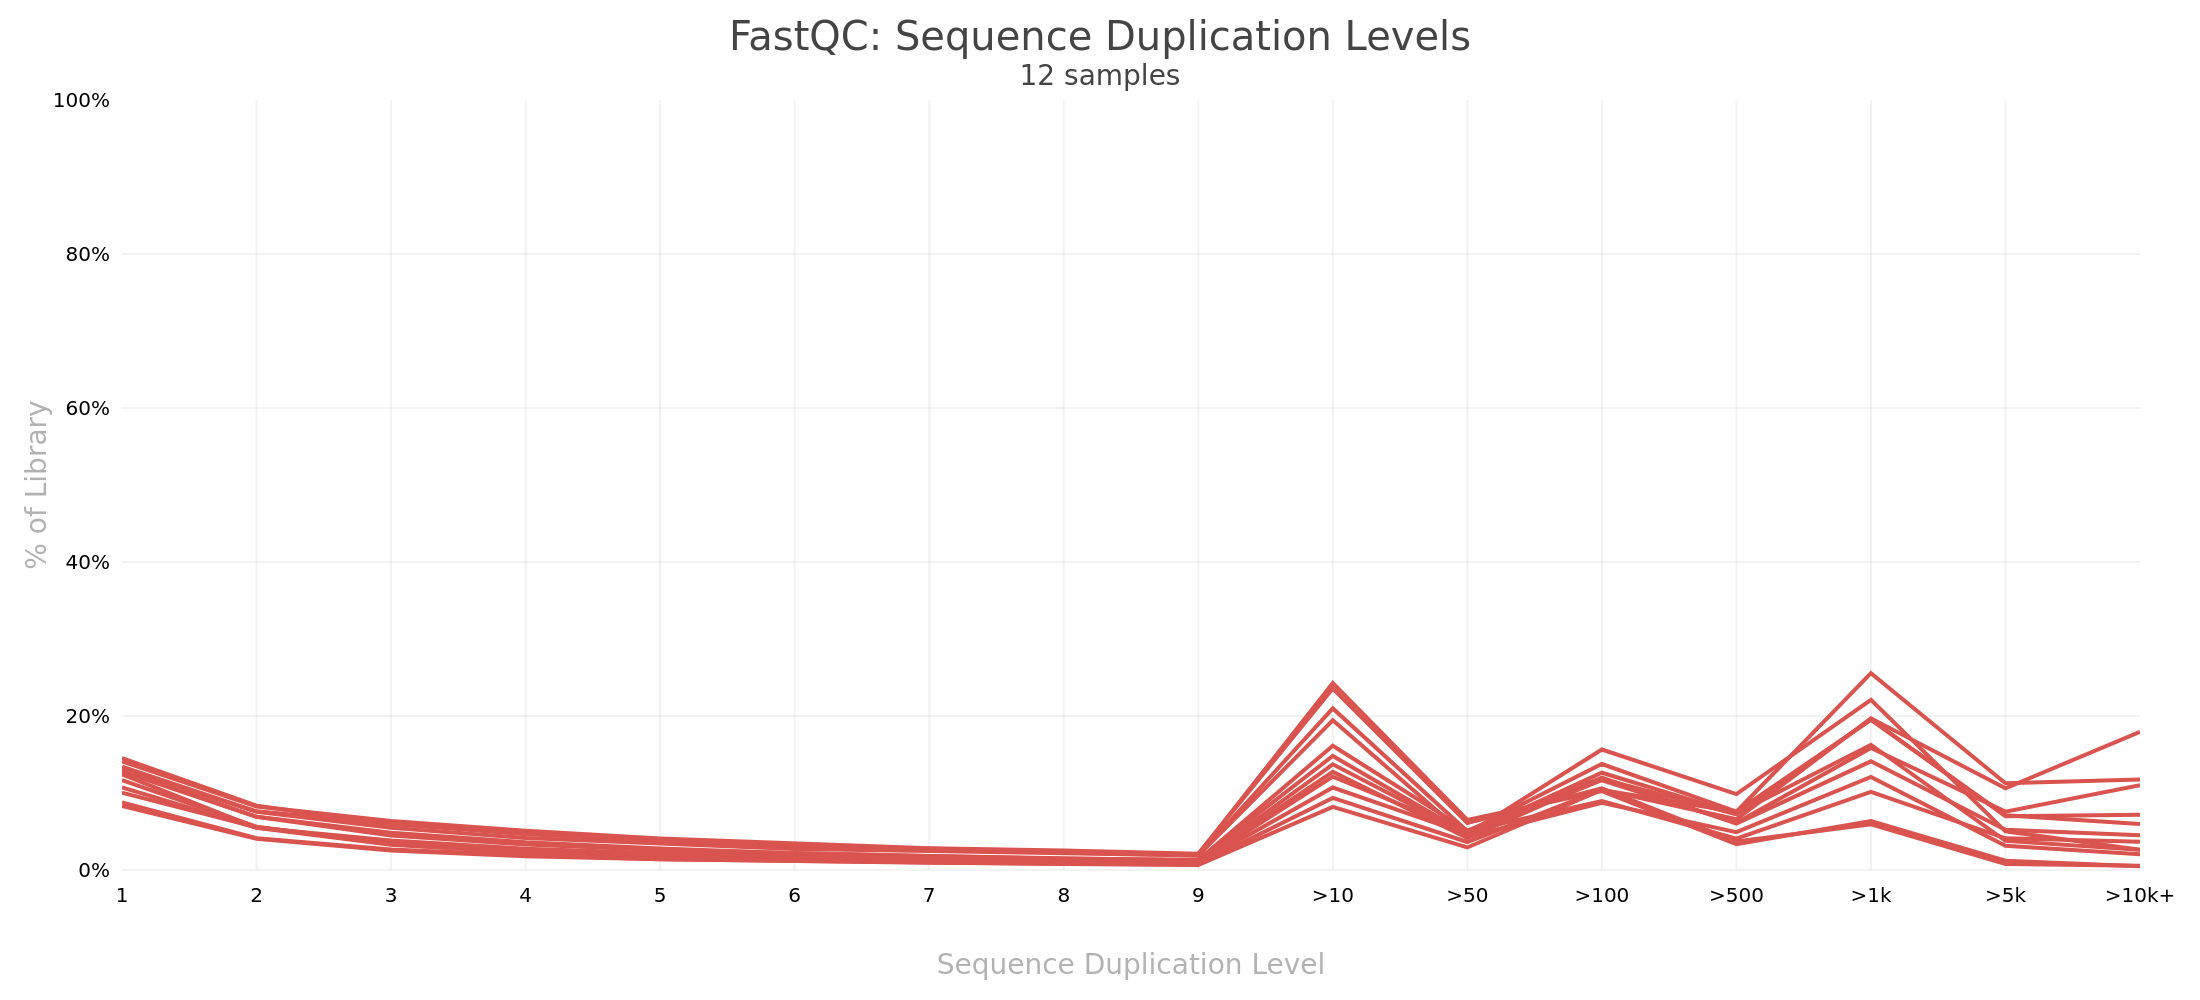 FastQC: Sequence Duplication Levels
12 samples
100%
80%
60%
40%
20%
0%
% of Library
1 2 3 4 5 6 7 8 9 >10 >50 >100 >500 >1k >5k >10k+
Sequence Duplication Level